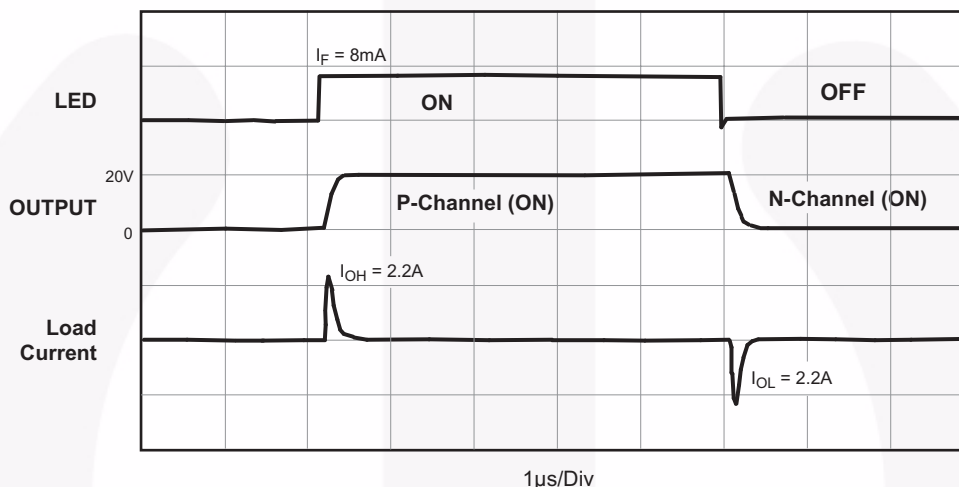 I_F = 8mA
LED
ON
OFF
20V
OUTPUT
P-Channel (ON)
N-Channel (ON)
0
I_OH = 2.2A
Load
Current
I_OL = 2.2A
1µs/Div